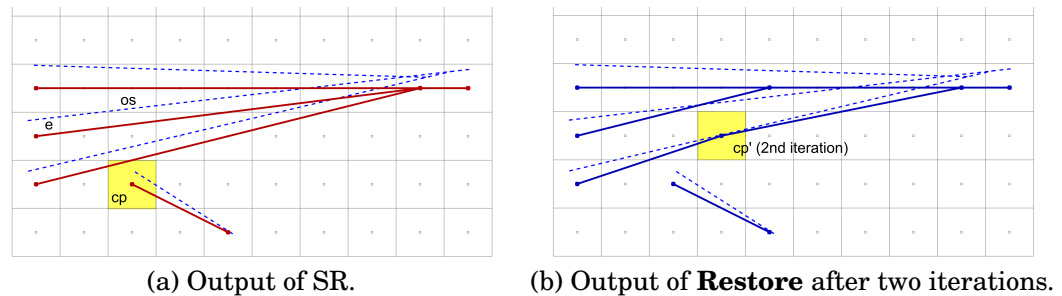 os
e
cp
cp' (2nd iteration)
(a) Output of SR.
(b) Output of Restore after two iterations.